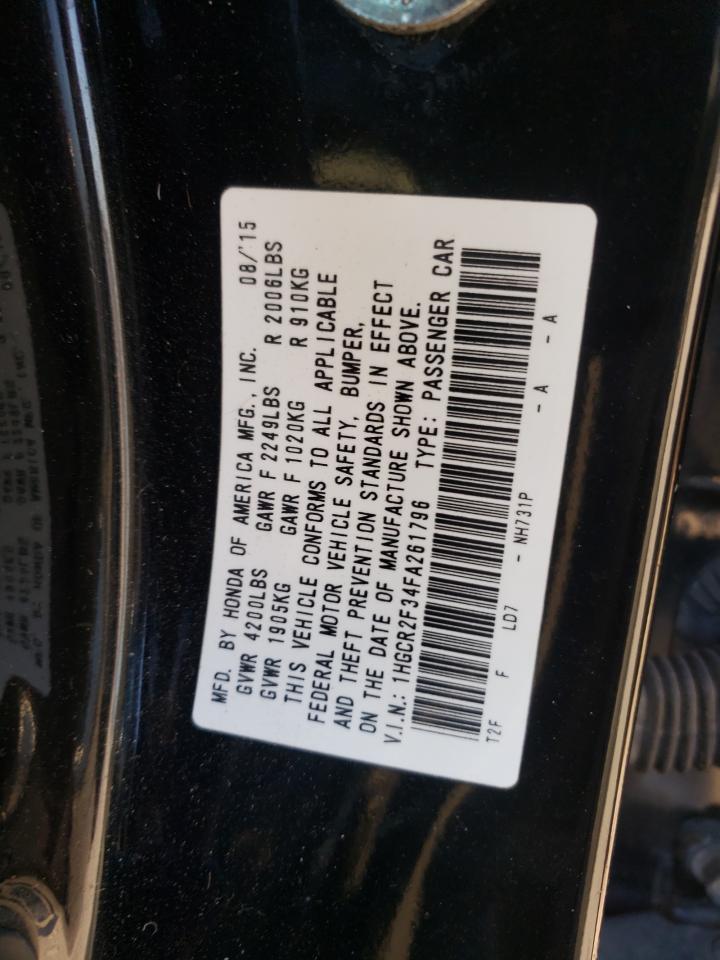 MFD. BY HONDA OF AMERICA MFG., INC. 08/'15
GVWR 4200LBS GAWR F 2249LBS R 2006LBS
GVWR 1905KG GAWR F 1020KG R 910KG
THIS VEHICLE CONFORMS TO ALL APPLICABLE
FEDERAL MOTOR VEHICLE SAFETY, BUMPER,
AND THEFT PREVENTION STANDARDS IN EFFECT
ON THE DATE OF MANUFACTURE SHOWN ABOVE.
V.I.N.: 1HGCR2F34FA261796 TYPE: PASSENGER CAR
T2F F LD7 - NH731P - A - A